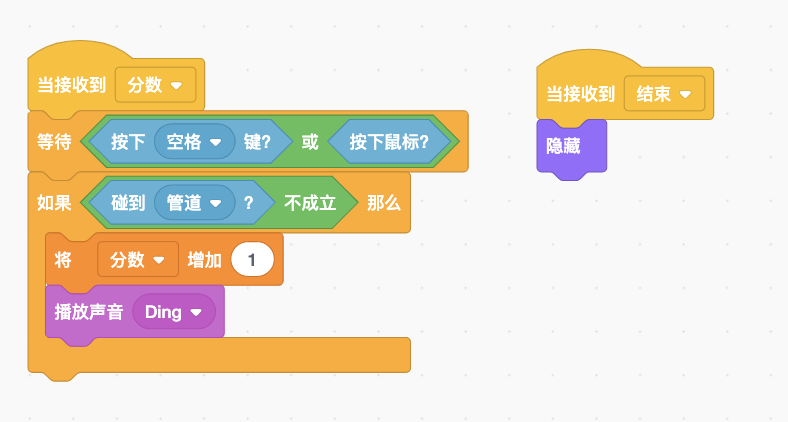 当接收到 分数
等待 按下 空格 键? 或 按下鼠标?
如果 碰到 管道 ? 不成立 那么
将 分数 增加 1
播放声音 Ding
当接收到 结束
隐藏